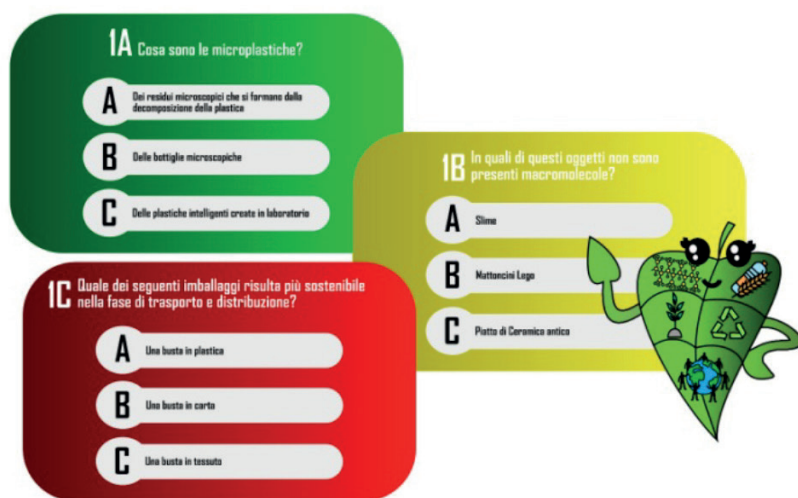 1A Cosa sono le microplastiche?
A Dei residui microscopici che si formano dalla
decomposizione della plastica
B Delle bottiglie microscopiche
C Delle plastiche intelligenti create in laboratorio
1B In quali di questi oggetti non sono
presenti macromolecole?
A Slime
B Mattoncini Lego
C Piatto di Ceramica antica
1C Quale dei seguenti imballaggi risulta più sostenibile
nella fase di trasporto e distribuzione?
A Una busta in plastica
B Una busta in carta
C Una busta in tessuto